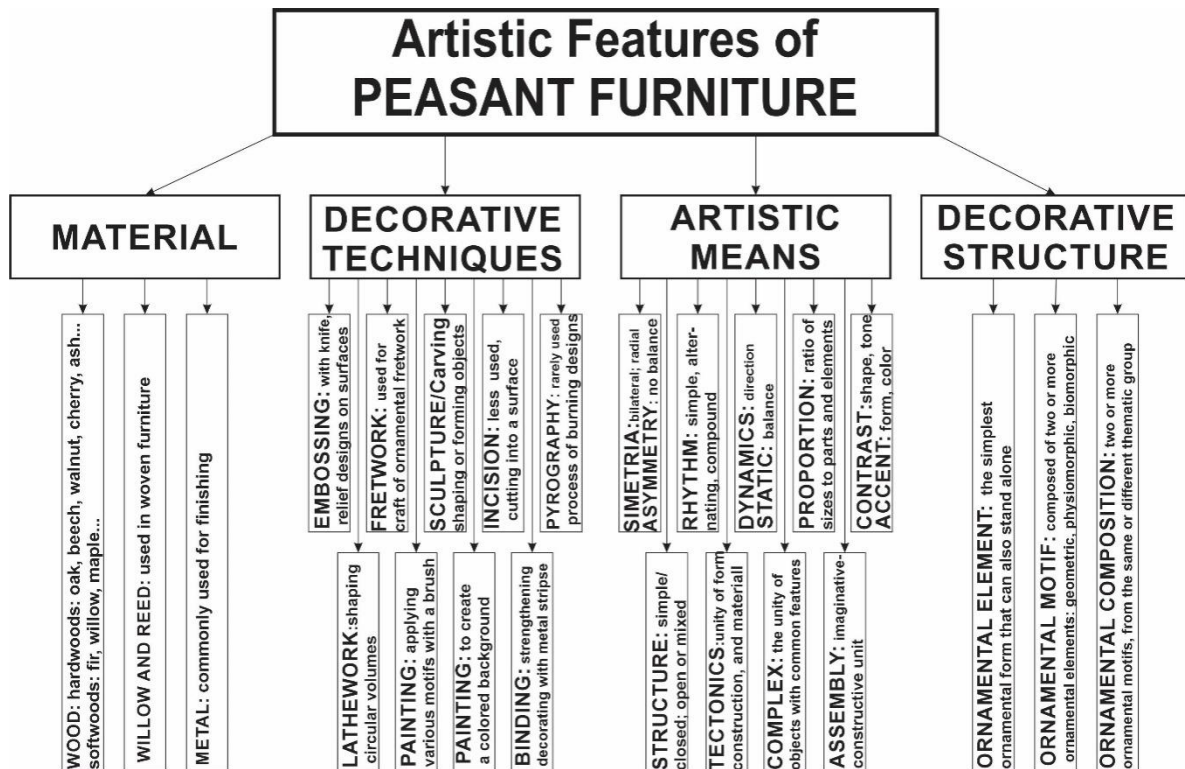 Artistic Features of
PEASANT FURNITURE
MATERIAL
WOOD: hardwoods: oak, beech, walnut, cherry, ash...
softwoods: fir, willow, maple...
WILLOW AND REED: used in woven furniture
METAL: commonly used for finishing
DECORATIVE
TECHNIQUES
EMBOSSING: with knife,
relief designs on surfaces
LATHEWORK:shaping
circular volumes
FRETWORK: used for
craft of ornamental fretwork
PAINTING: applying
various motifs with a brush
SCULPTURE/Carving
shaping or forming objects
PAINTING: to create
a colored background
INCISION: less used,
cutting into a surface
BINDING: strengthening
decorating with metal stripse
PYROGRAPHY: rarely used
process of burning designs
ARTISTIC
MEANS
SIMETRIA:bilateral; radial
ASYMMETRY: no balance
STRUCTURE: simple/
closed; open or mixed
RHYTHM: simple, alter-
nating, compound
TECTONICS:unity of form
construction, and materiall
DYNAMICS: direction
STATIC: balance
COMPLEX: the unity of
objects with common features
PROPORTION: ratio of
sizes to parts and elements
ASSEMBLY: imaginative-
constructive unit
CONTRAST:shape, tone
ACCENT: form, color
DECORATIVE
STRUCTURE
ORNAMENTAL ELEMENT: the simplest
ornamental form that can also stand alone
ORNAMENTAL MOTIF: composed of two or more
ornamental elements: geometric, physiomorphic, biomorphic
ORNAMENTAL COMPOSITION: two or more
ornamental motifs, from the same or different thematic group